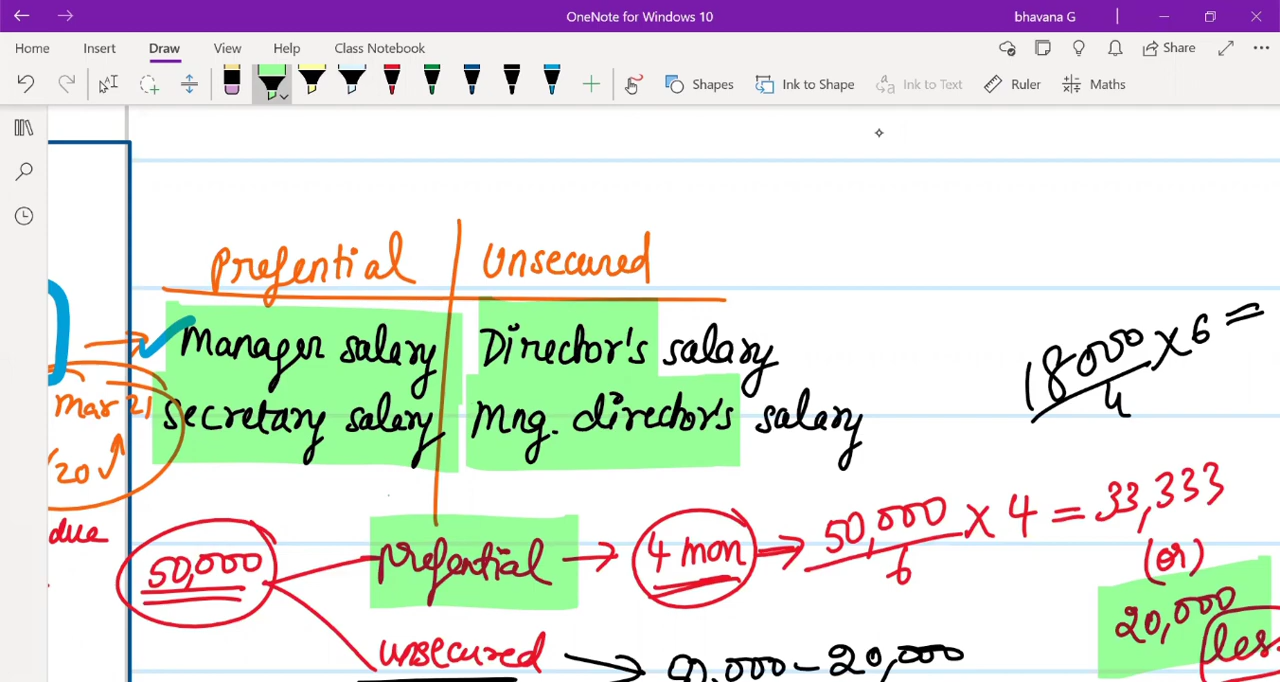 OneNote for Windows 10
bhavana G
Home Insert Draw View Help Class Notebook Share
Shapes Ink to Shape Ink to Text Ruler Maths
Prefential Unsecured
Manager salary Director's salary
18000/4 x 6 =
Mar 21 Secretary salary Mng. director's salary
/20
due
50,000 prefential → 4 mon → 50,000/6 x 4 = 33,333
(or)
20,000
unsecured → 50,000 - 20,000